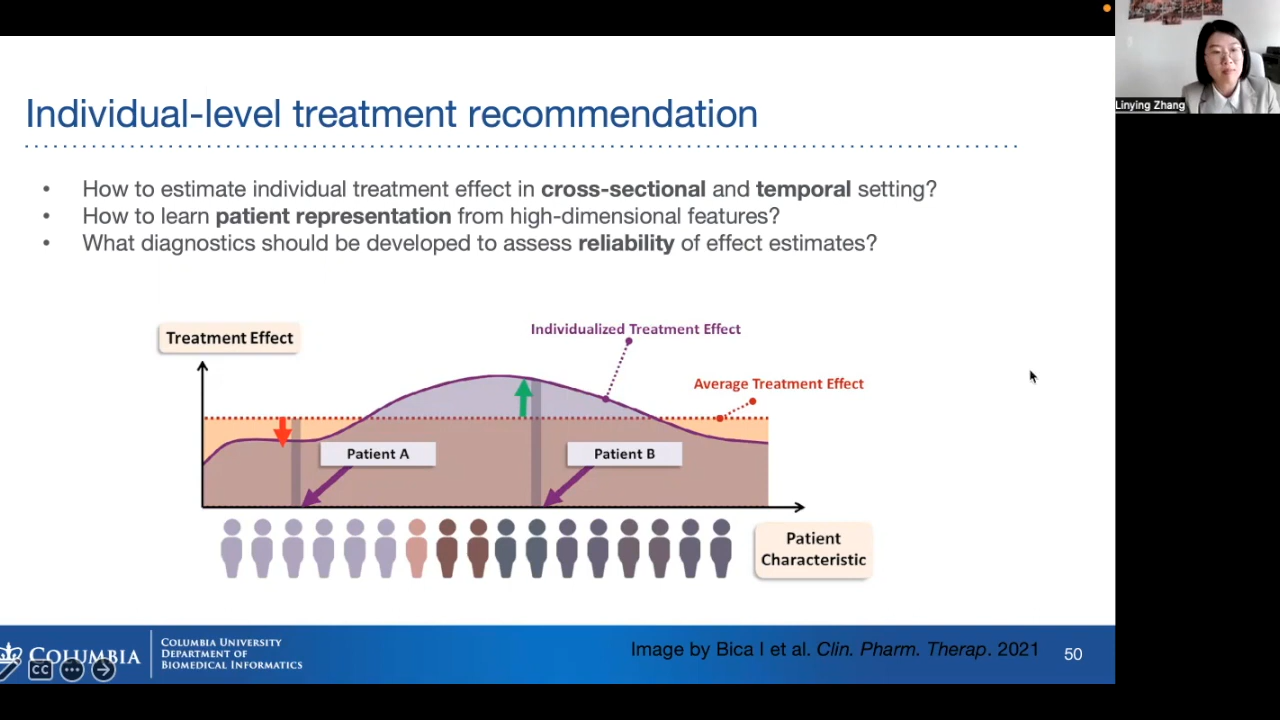 Individual-level treatment recommendation
• How to estimate individual treatment effect in cross-sectional and temporal setting?
• How to learn patient representation from high-dimensional features?
• What diagnostics should be developed to assess reliability of effect estimates?
Treatment Effect
Individualized Treatment Effect
Average Treatment Effect
Patient A
Patient B
Patient
Characteristic
COLUMBIA
COLUMBIA UNIVERSITY
DEPARTMENT OF
BIOMEDICAL INFORMATICS
CC
Image by Bica I et al. Clin. Pharm. Therap. 2021
50
Linying Zhang